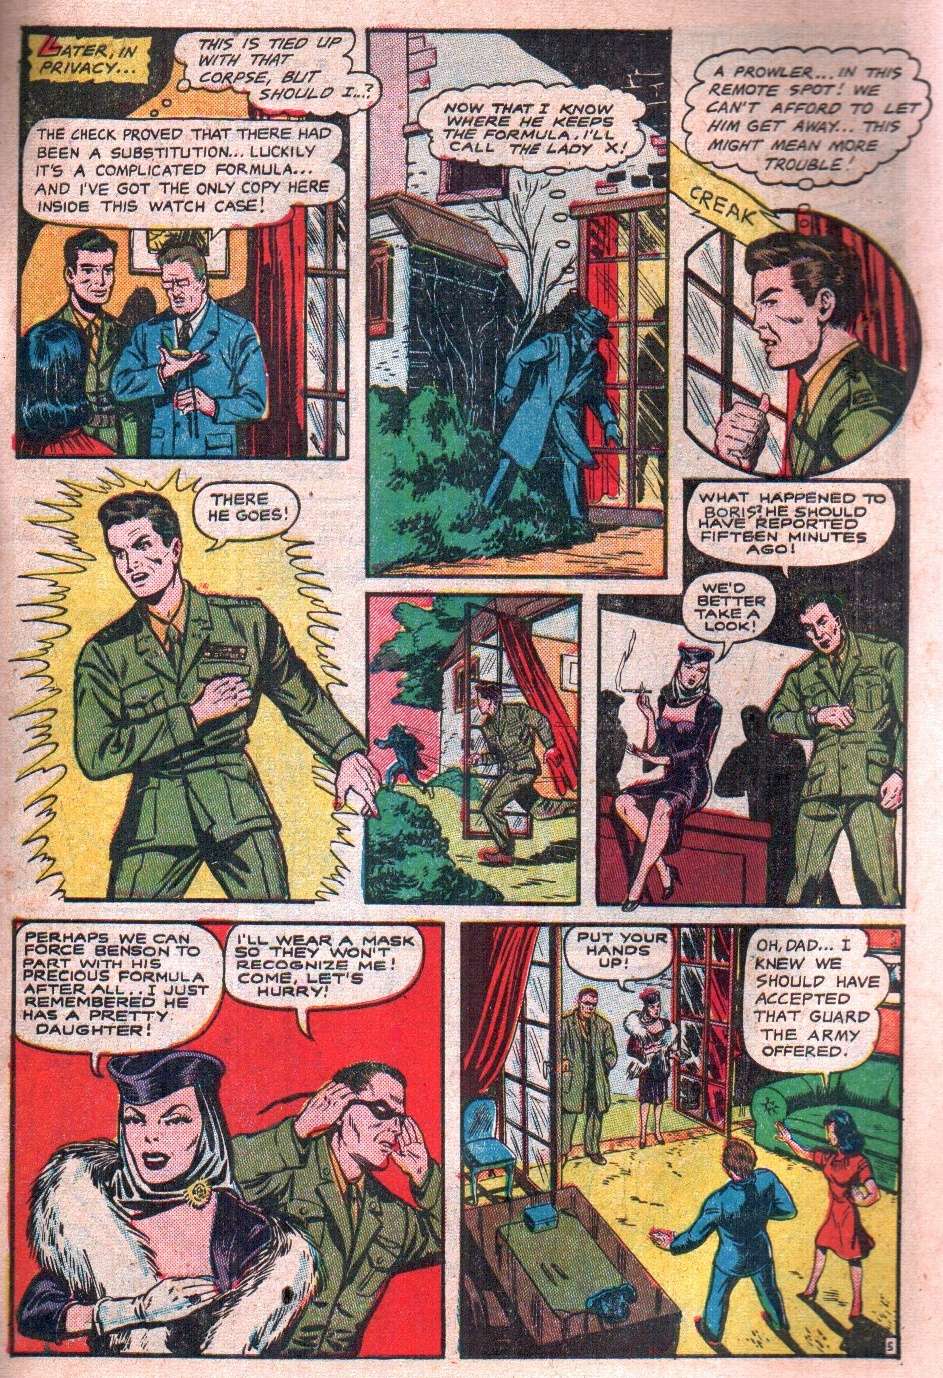 LATER, IN
PRIVACY...
THIS IS TIED UP
WITH THAT
CORPSE, BUT
SHOULD I...?
THE CHECK PROVED THAT THERE HAD
BEEN A SUBSTITUTION... LUCKILY
IT'S A COMPLICATED FORMULA...
AND I'VE GOT THE ONLY COPY HERE
INSIDE THIS WATCH CASE!
NOW THAT I KNOW
WHERE HE KEEPS
THE FORMULA, I'LL
CALL THE LADY X!
A PROWLER... IN THIS
REMOTE SPOT! WE
CAN'T AFFORD TO LET
HIM GET AWAY... THIS
MIGHT MEAN MORE
TROUBLE!
CREAK
THERE
HE GOES!
WHAT HAPPENED TO
BORIS? HE SHOULD
HAVE REPORTED
FIFTEEN MINUTES
AGO!
WE'D
BETTER
TAKE A
LOOK!
PERHAPS WE CAN
FORCE BENSON TO
PART WITH HIS
PRECIOUS FORMULA
AFTER ALL... I JUST
REMEMBERED HE
HAS A PRETTY
DAUGHTER!
I'LL WEAR A MASK
SO THEY WON'T
RECOGNIZE ME!
COME, LET'S
HURRY!
PUT YOUR
HANDS
UP!
OH, DAD... I
KNEW WE
SHOULD HAVE
ACCEPTED
THAT GUARD
THE ARMY
OFFERED.
5